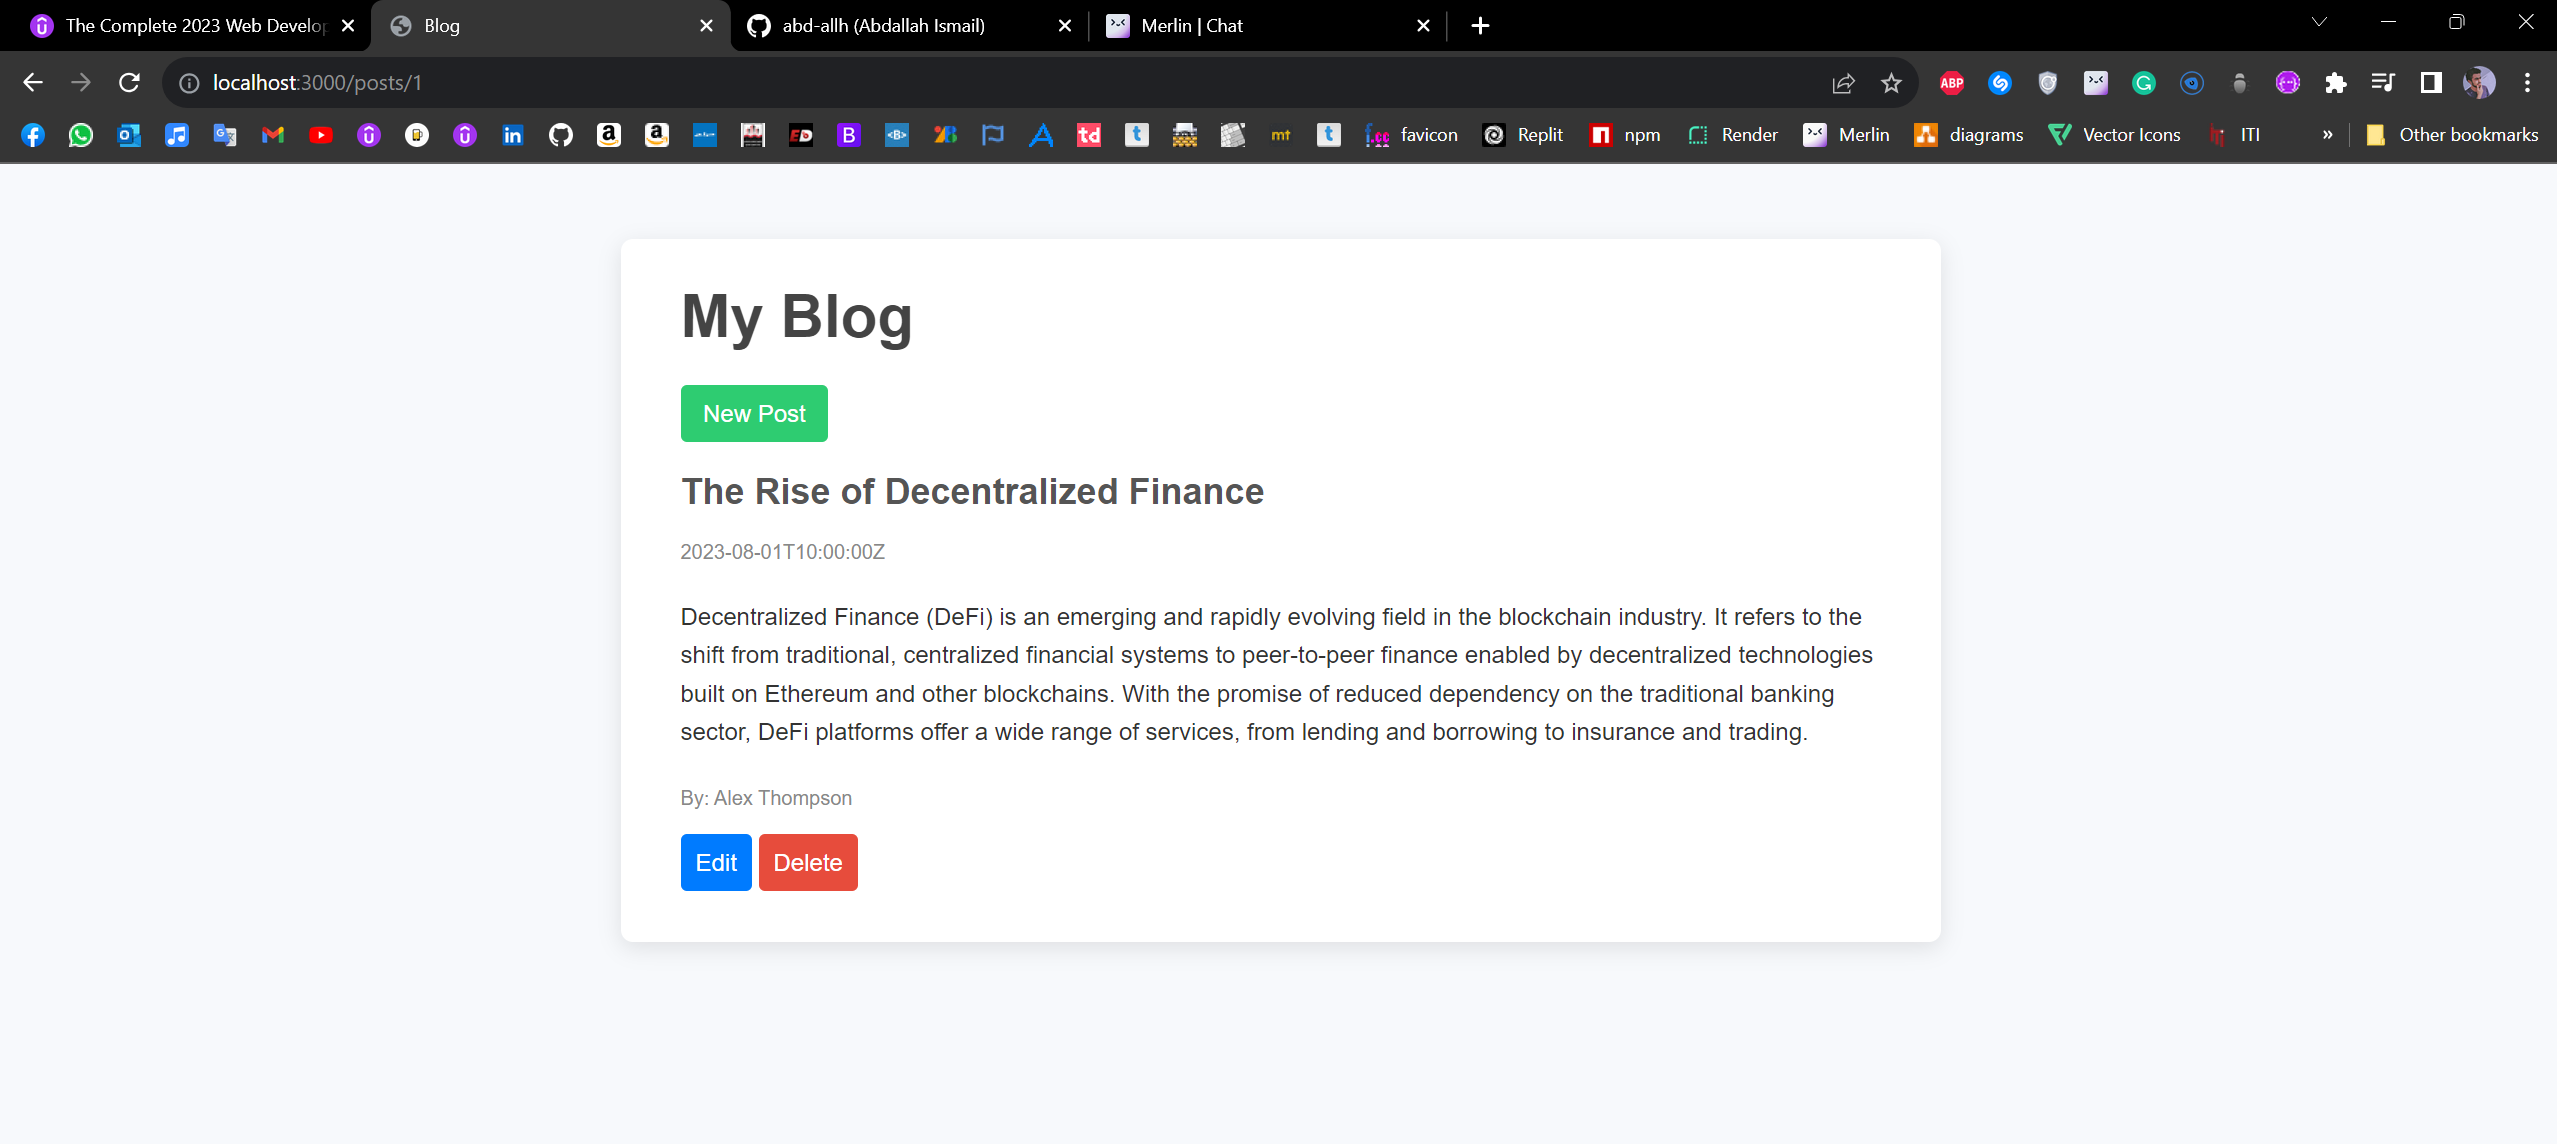 The Complete 2023 Web Develop
Blog
abd-allh (Abdallah Ismail)
Merlin | Chat
localhost:3000/posts/1
ABP
favicon
Replit
npm
Render
Merlin
diagrams
Vector Icons
ITI
»
Other bookmarks
My Blog
New Post
The Rise of Decentralized Finance
2023-08-01T10:00:00Z
Decentralized Finance (DeFi) is an emerging and rapidly evolving field in the blockchain industry. It refers to the
shift from traditional, centralized financial systems to peer-to-peer finance enabled by decentralized technologies
built on Ethereum and other blockchains. With the promise of reduced dependency on the traditional banking
sector, DeFi platforms offer a wide range of services, from lending and borrowing to insurance and trading.
By: Alex Thompson
Edit Delete